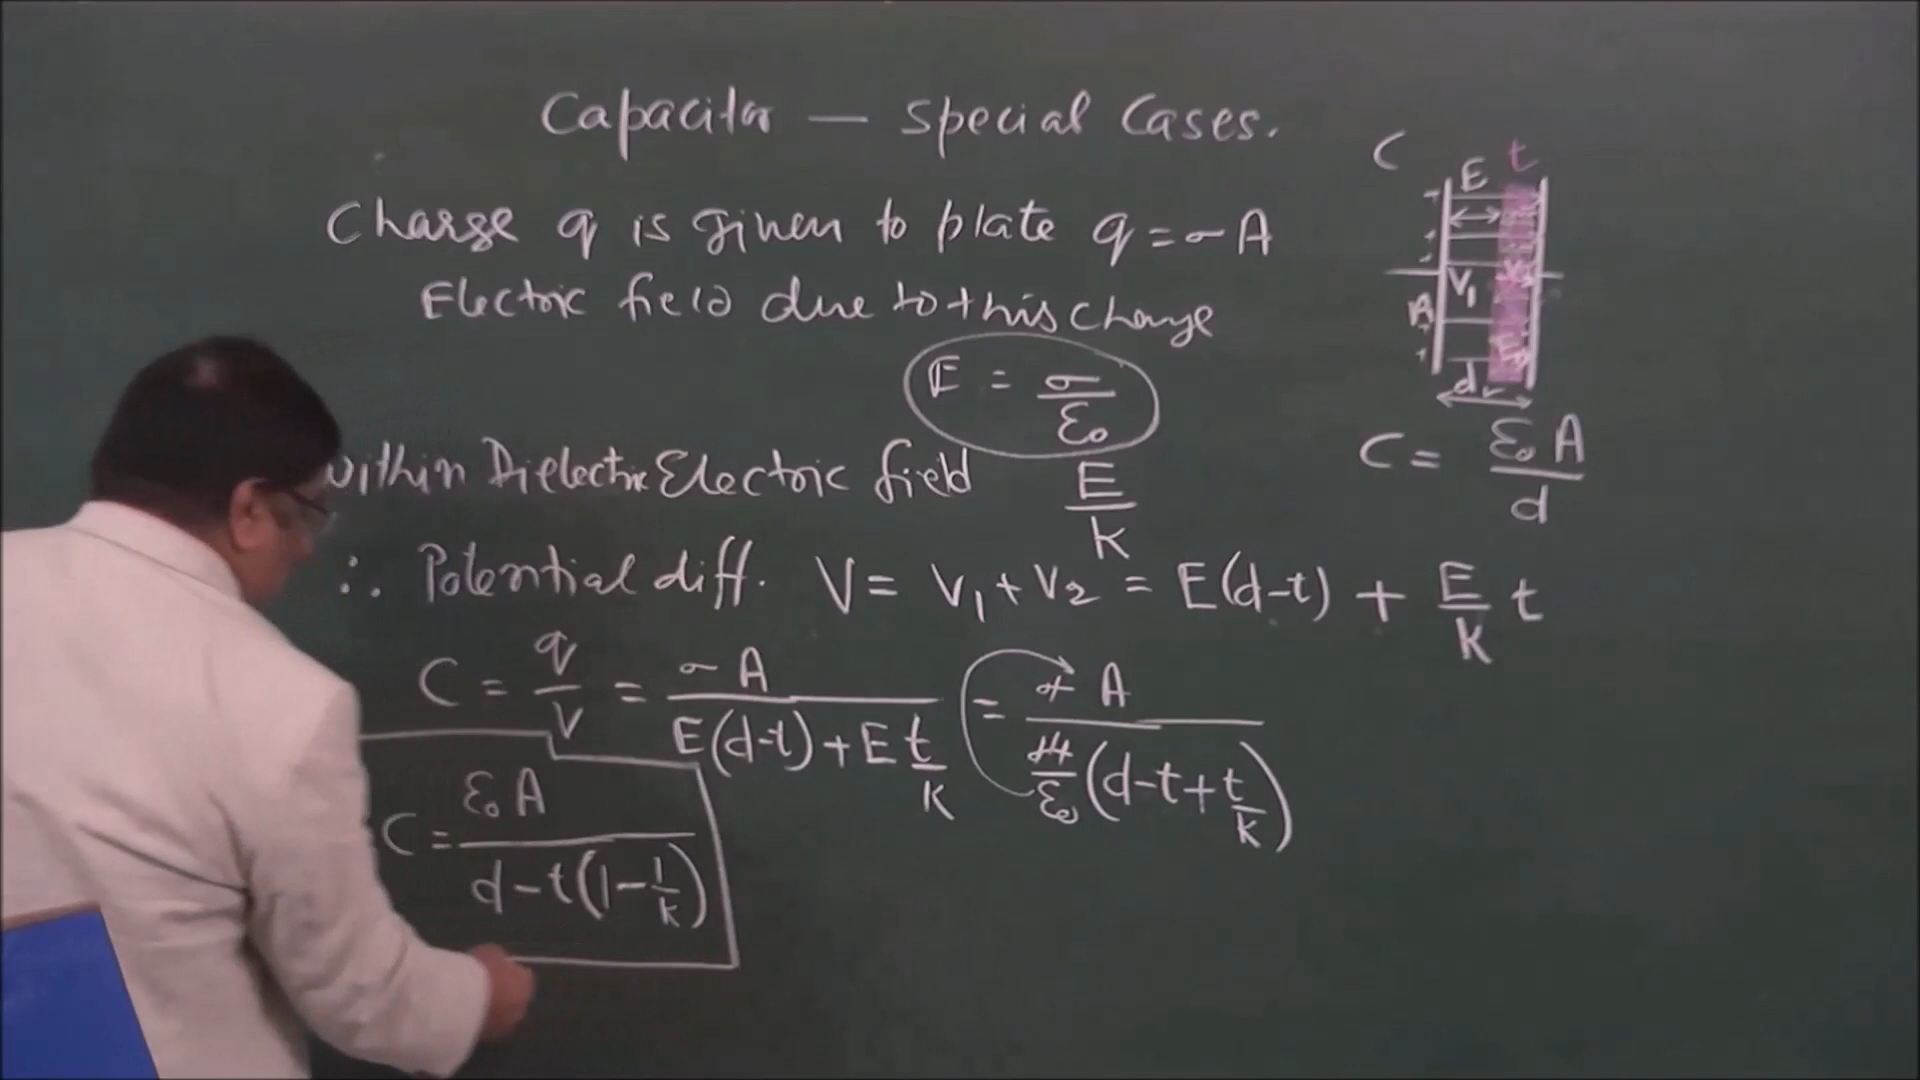 Capacitor — Special Cases.
Charge q is given to plate q = σA
Electric field due to this charge
E = σ/ε₀
within Dielectric Electric field E/k
∴ Potential diff. V = V₁ + V₂ = E(d-t) + E/k t
C = q/V = σA/(E(d-t) + E t/k) = σA/(σ/ε₀ (d-t+t/k))
C = ε₀A/(d-t(1-1/k))
C
t
E
V₁
A
d
C = ε₀A/d